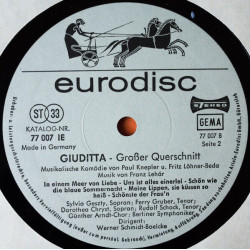 eurodisc
ST 33
STEREO
GEMA
KATALOG-NR.
77 007 IE
Made in Germany
77 007 B
Seite 2
GIUDITTA - Großer Querschnitt
Musikalische Komödie von Paul Knepler u. Fritz Löhner-Beda
Musik von Franz Lehár
In einem Meer von Liebe - Uns ist alles einerlei - Schön wie
die blaue Sommernacht - Meine Lippen, sie küssen so
heiß - Schönste der Frau'n
Sylvia Geszty, Sopran; Ferry Gruber, Tenor;
Dorothea Chryst, Sopran; Rudolf Schock, Tenor;
Günther Arndt-Chor; Berliner Symphoniker
Dirigent:
Werner Schmidt-Boelcke